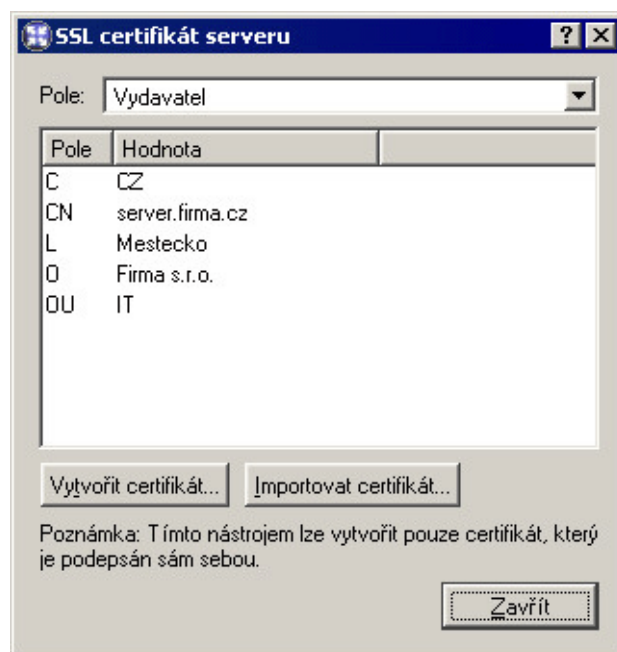 SSL certifikát serveru
Pole: Vydavatel
Pole Hodnota
C CZ
CN server.firma.cz
L Mestecko
O Firma s.r.o.
OU IT
Vytvořit certifikát... Importovat certifikát...
Poznámka: Tímto nástrojem lze vytvořit pouze certifikát, který
je podepsán sám sebou.
Zavřít